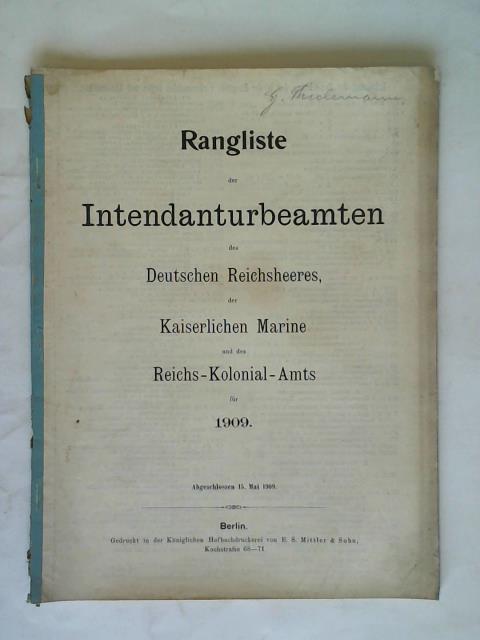 G. Thielemann.
Rangliste
der
Intendanturbeamten
des
Deutschen Reichsheeres,
der
Kaiserlichen Marine
und des
Reichs-Kolonial-Amts
für
1909.
Abgeschlossen 15. Mai 1909.
Berlin.
Gedruckt in der Königlichen Hofbuchdruckerei von E. S. Mittler & Sohn,
Kochstraße 68—71